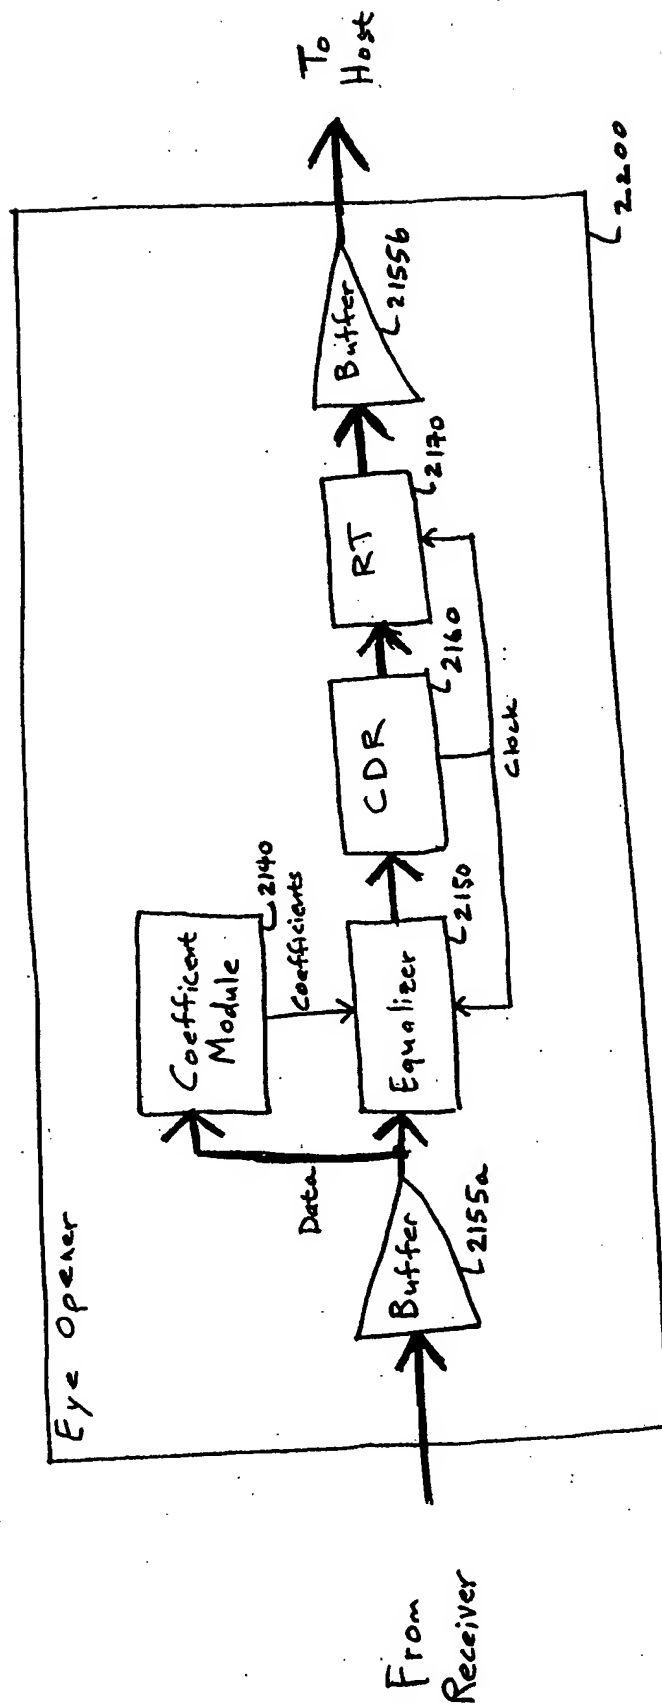 Eye Opener
From
Receiver
Buffer
2155a
Data
Coefficent
Module
2140
Coefficients
Equalizer
2150
CDR
2160
Clock
RT
2170
Buffer
2155b
To
Host
2200